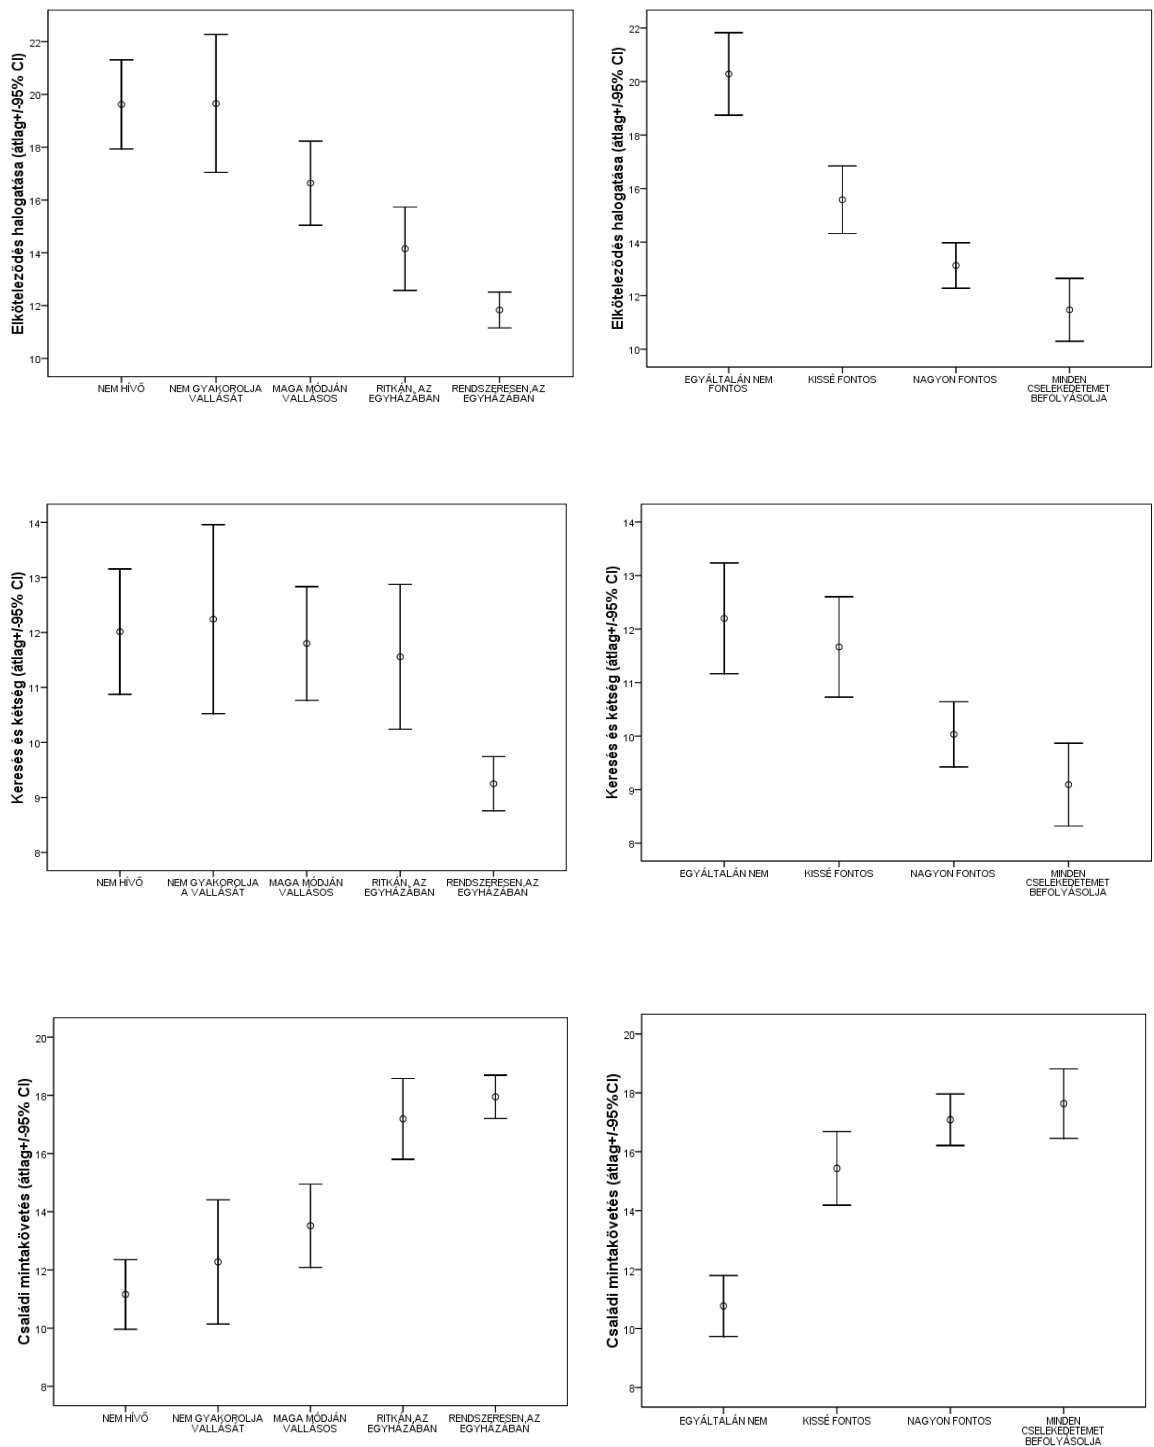 Elköteleződés halogatása (átlag+/-95% CI)
22
20
18
16
14
12
10
NEM HÍVŐ
NEM GYAKOROLJA
VALLÁSÁT
MAGA MÓDJÁN
VALLÁSOS
RITKÁN, AZ
EGYHÁZÁBAN
RENDSZERESEN,AZ
EGYHÁZÁBAN
Elköteleződés halogatása (átlag+/-95% CI)
22
20
18
16
14
12
10
EGYÁLTALÁN NEM
FONTOS
KISSÉ FONTOS
NAGYON FONTOS
MINDEN
CSELEKEDETEMET
BEFOLYÁSOLJA
Keresés és kétség (átlag+/-95% CI)
14
13
12
11
10
9
8
NEM HÍVŐ
NEM GYAKOROLJA
A VALLÁSÁT
MAGA MÓDJÁN
VALLÁSOS
RITKÁN, AZ
EGYHÁZÁBAN
RENDSZERESEN,AZ
EGYHÁZÁBAN
Keresés és kétség (átlag+/-95% CI)
14
13
12
11
10
9
8
EGYÁLTALÁN NEM
KISSÉ FONTOS
NAGYON FONTOS
MINDEN
CSELEKEDETEMET
BEFOLYÁSOLJA
Családi mintakövetés (átlag+/-95% CI)
20
18
16
14
12
10
8
NEM HÍVŐ
NEM GYAKOROLJA
VALLÁSÁT
MAGA MÓDJÁN
VALLÁSOS
RITKÁN,AZ
EGYHÁZÁBAN
RENDSZERESEN,AZ
EGYHÁZÁBAN
Családi mintakövetés (átlag+/-95%CI)
20
18
16
14
12
10
8
EGYÁLTALÁN NEM
KISSÉ FONTOS
NAGYON FONTOS
MINDEN
CSELEKEDETEMET
BEFOLYÁSOLJA